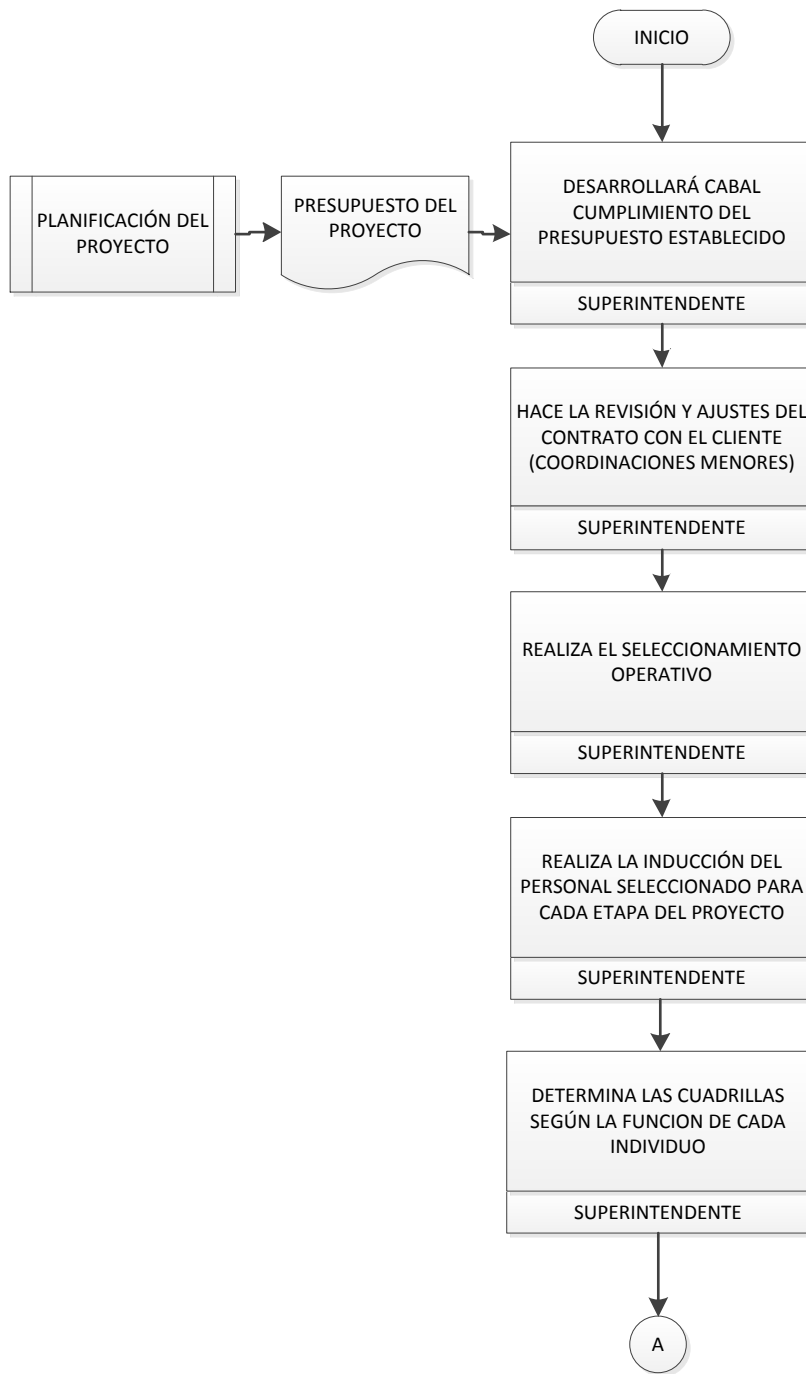 INICIO
PLANIFICACIÓN DEL
PROYECTO
PRESUPUESTO DEL
PROYECTO
DESARROLLARÁ CABAL
CUMPLIMIENTO DEL
PRESUPUESTO ESTABLECIDO
SUPERINTENDENTE
HACE LA REVISIÓN Y AJUSTES DEL
CONTRATO CON EL CLIENTE
(COORDINACIONES MENORES)
SUPERINTENDENTE
REALIZA EL SELECCIONAMIENTO
OPERATIVO
SUPERINTENDENTE
REALIZA LA INDUCCIÓN DEL
PERSONAL SELECCIONADO PARA
CADA ETAPA DEL PROYECTO
SUPERINTENDENTE
DETERMINA LAS CUADRILLAS
SEGÚN LA FUNCION DE CADA
INDIVIDUO
SUPERINTENDENTE
A